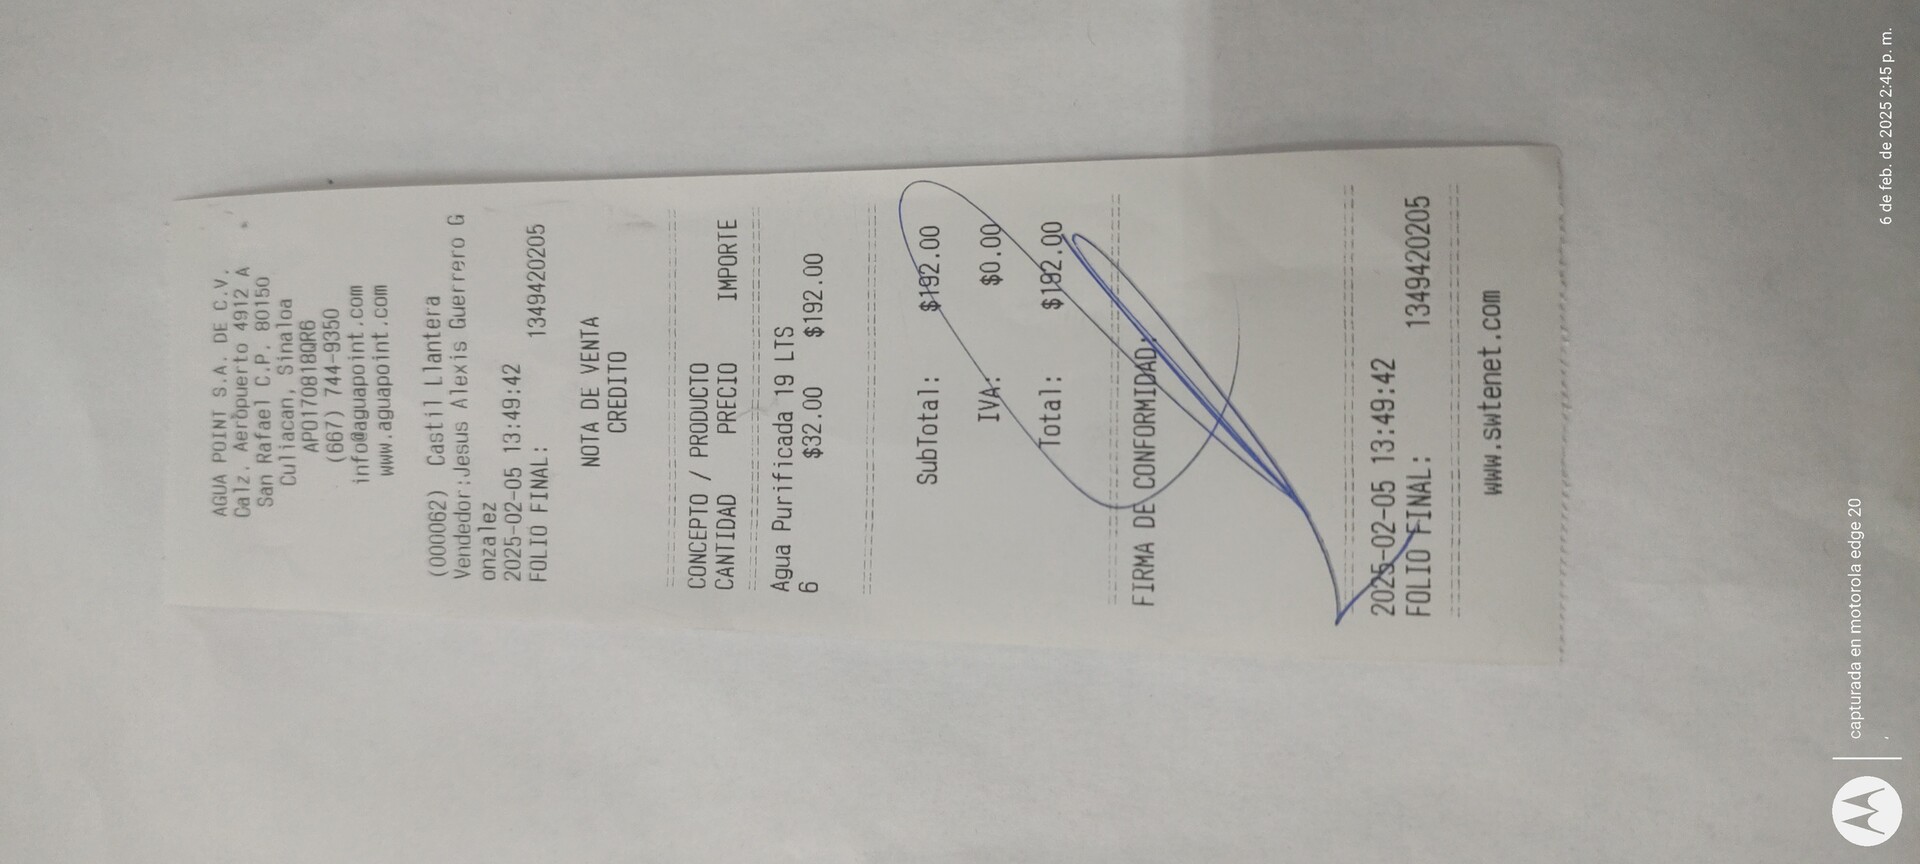 AGUA POINT S.A. DE C.V.
Calz. Aeropuerto 4912 A
San Rafael C.P. 80150
Culiacan, Sinaloa
APO170818QR6
(667) 744-9350
info@aguapoint.com
www.aguapoint.com
(000062) Castil Llantera
Vendedor:Jesus Alexis Guerrero G
onzalez
2025-02-05 13:49:42
FOLIO FINAL: 1349420205
NOTA DE VENTA
CREDITO
CONCEPTO / PRODUCTO
CANTIDAD PRECIO IMPORTE
Agua Purificada 19 LTS
6 $32.00 $192.00
SubTotal: $192.00
IVA: $0.00
Total: $192.00
FIRMA DE CONFORMIDAD.
2025-02-05 13:49:42
FOLIO FINAL: 1349420205
www.swtenet.com
capturada en motorola edge 20
6 de feb. de 2025 2:45 p. m.